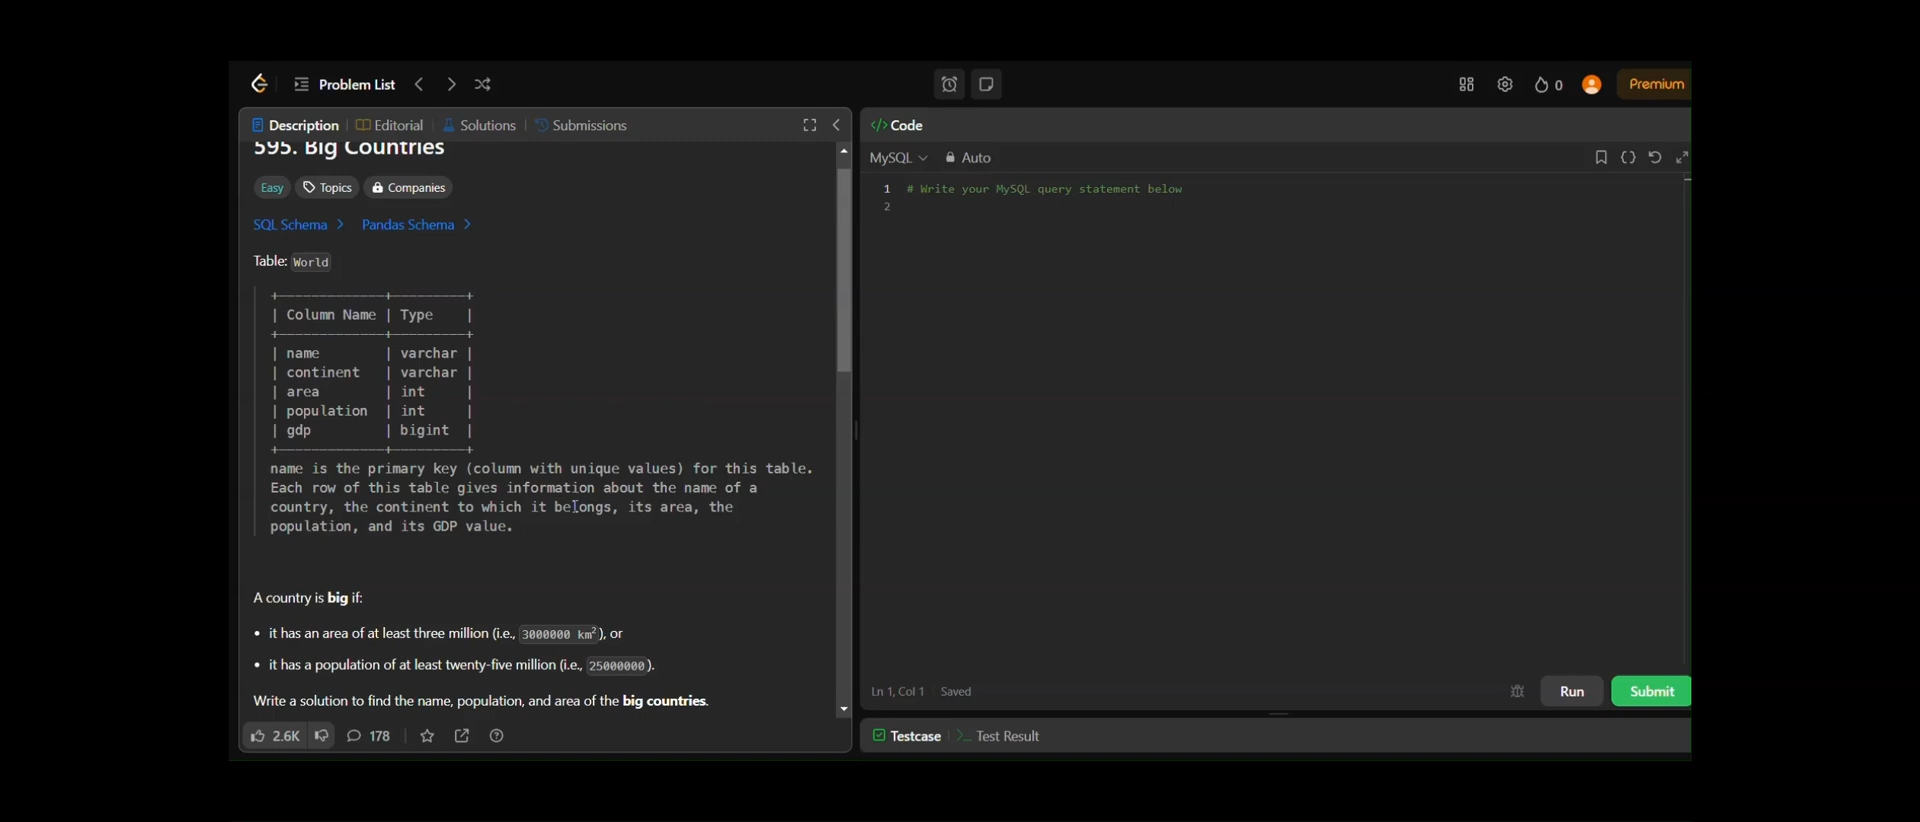 Problem List
0
Premium
Description
Editorial
Solutions
Submissions
595. Big Countries
Easy
Topics
Companies
SQL Schema >
Pandas Schema >
Table: World
| Column Name | Type |
| name | varchar |
| continent | varchar |
| area | int |
| population | int |
| gdp | bigint |
name is the primary key (column with unique values) for this table.
Each row of this table gives information about the name of a
country, the continent to which it belongs, its area, the
population, and its GDP value.
A country is big if:
• it has an area of at least three million (i.e., 3000000 km²), or
• it has a population of at least twenty-five million (i.e., 25000000).
Write a solution to find the name, population, and area of the big countries.
2.6K
178
</> Code
MySQL
Auto
1 # Write your MySQL query statement below
2
Ln 1, Col 1
Saved
Run
Submit
Testcase
>_ Test Result